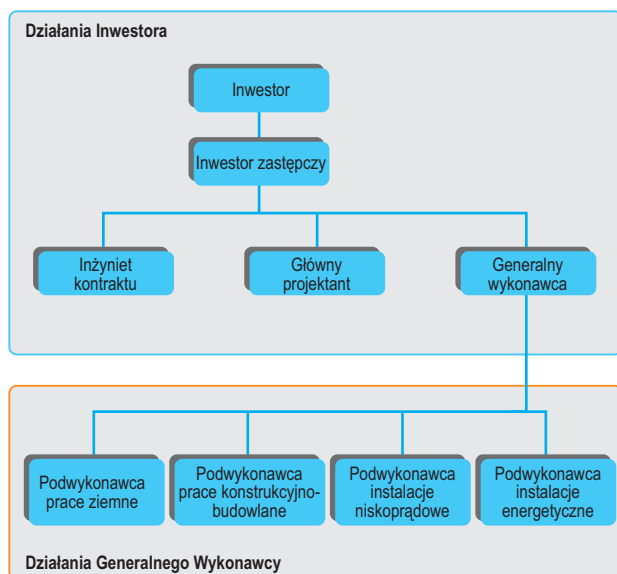 Działania Inwestora
Inwestor
Inwestor zastępczy
Inżyniet
kontraktu
Główny
projektant
Generalny
wykonawca
Podwykonawca
prace ziemne
Podwykonawca
prace konstrukcyjno-
budowlane
Podwykonawca
instalacje
niskoprądowe
Podwykonawca
instalacje
energetyczne
Działania Generalnego Wykonawcy